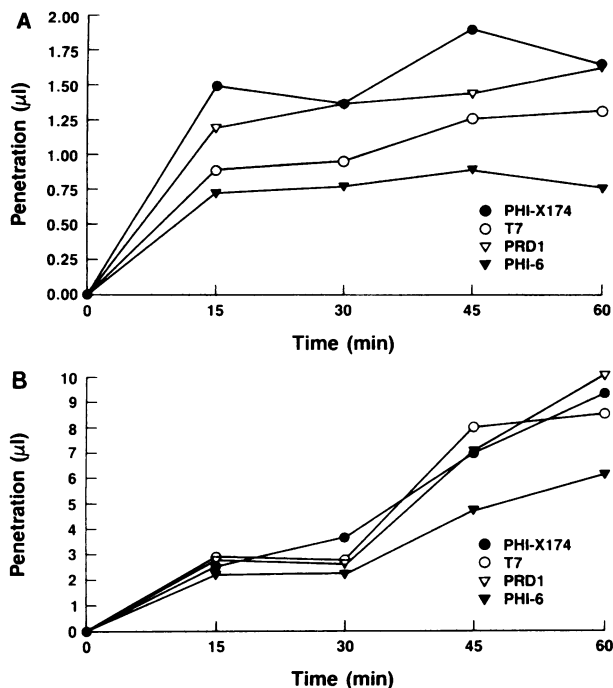 A
Penetration (μl)
2.00
1.75
1.50
1.25
1.00
0.75
0.50
0.25
0.00
PHI-X174
T7
PRD1
PHI-6
0 15 30 45 60
Time (min)
B
Penetration (μl)
10
9
8
7
6
5
4
3
2
1
0
PHI-X174
T7
PRD1
PHI-6
0 15 30 45 60
Time (min)